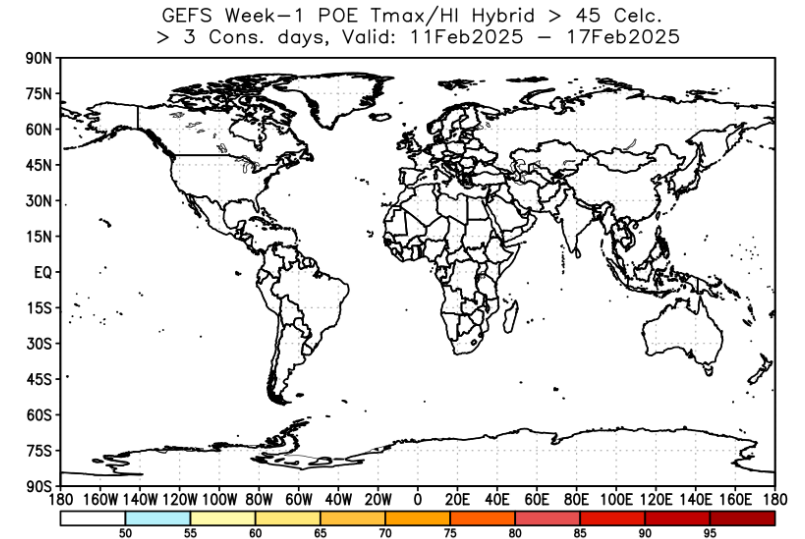 GEFS Week-1 POE Tmax/HI Hybrid > 45 Celc.
> 3 Cons. days, Valid: 11Feb2025 - 17Feb2025
90N
75N
60N
45N
30N
15N
EQ
15S
30S
45S
60S
75S
90S
180 160W 140W 120W 100W 80W 60W 40W 20W 0 20E 40E 60E 80E 100E 120E 140E 160E 180
50 55 60 65 70 75 80 85 90 95